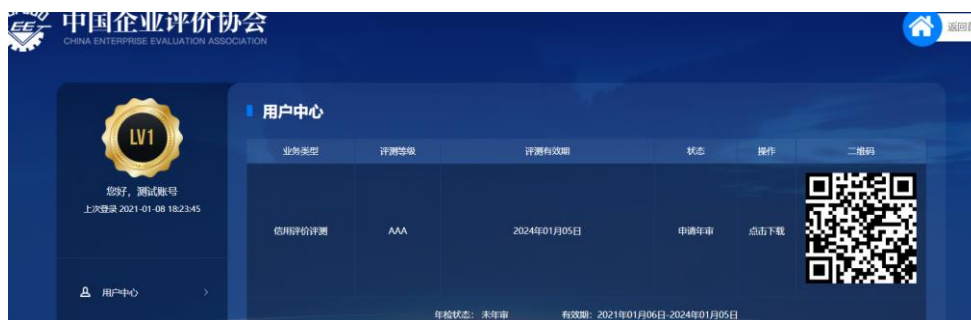 中国企业评价协会
CHINA ENTERPRISE EVALUATION ASSOCIATION
返回
LV1
您好，测试账号
上次登录 2021-01-08 18:23:45
用户中心
用户中心
业务类型 评测等级 评测有效期 状态 操作 二维码
信用评价评测 AAA 2024年01月05日 申请年审 点击下载
年检状态：未年审 有效期：2021年01月06日-2024年01月05日